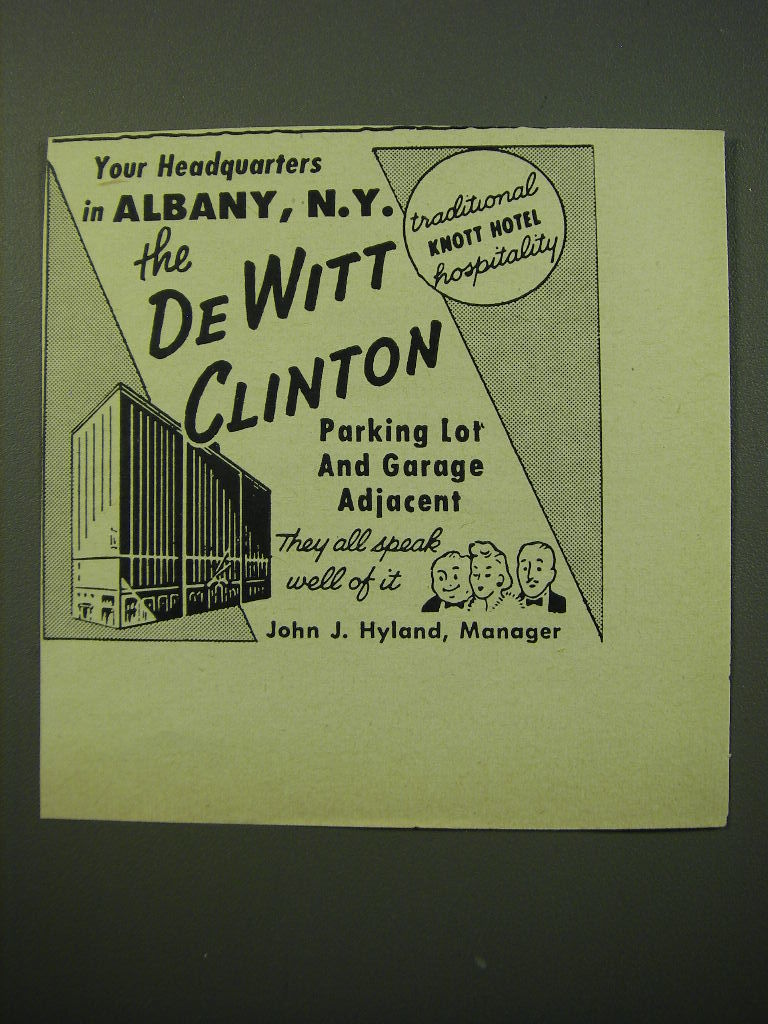 Your Headquarters
in ALBANY, N.Y.
the
DE WITT
CLINTON
traditional
KNOTT HOTEL
hospitality
Parking Lot
And Garage
Adjacent
They all speak
well of it
John J. Hyland, Manager